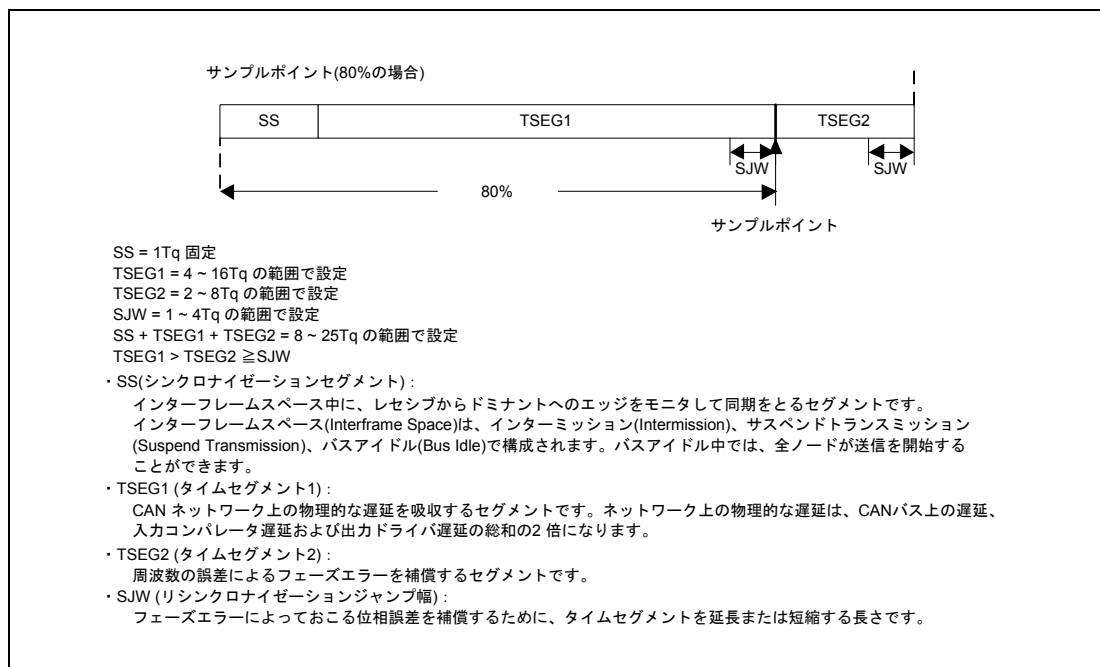 サンプルポイント(80%の場合)
SS
TSEG1
TSEG2
SJW
SJW
80%
サンプルポイント
SS = 1Tq 固定
TSEG1 = 4 ~ 16Tq の範囲で設定
TSEG2 = 2 ~ 8Tq の範囲で設定
SJW = 1 ~ 4Tq の範囲で設定
SS + TSEG1 + TSEG2 = 8 ~ 25Tq の範囲で設定
TSEG1 > TSEG2 ≧SJW
・SS(シンクロナイゼーションセグメント) :
インターフレームスペース中に、レセシブからドミナントへのエッジをモニタして同期をとるセグメントです。
インターフレームスペース(Interframe Space)は、インターミッション(Intermission)、サスペンドトランスミッション
(Suspend Transmission)、バスアイドル(Bus Idle)で構成されます。バスアイドル中では、全ノードが送信を開始する
ことができます。
・TSEG1 (タイムセグメント1) :
CAN ネットワーク上の物理的な遅延を吸収するセグメントです。ネットワーク上の物理的な遅延は、CANバス上の遅延、
入力コンパレータ遅延および出力ドライバ遅延の総和の2 倍になります。
・TSEG2 (タイムセグメント2) :
周波数の誤差によるフェーズエラーを補償するセグメントです。
・SJW (リシンクロナイゼーションジャンプ幅) :
フェーズエラーによっておこる位相誤差を補償するために、タイムセグメントを延長または短縮する長さです。